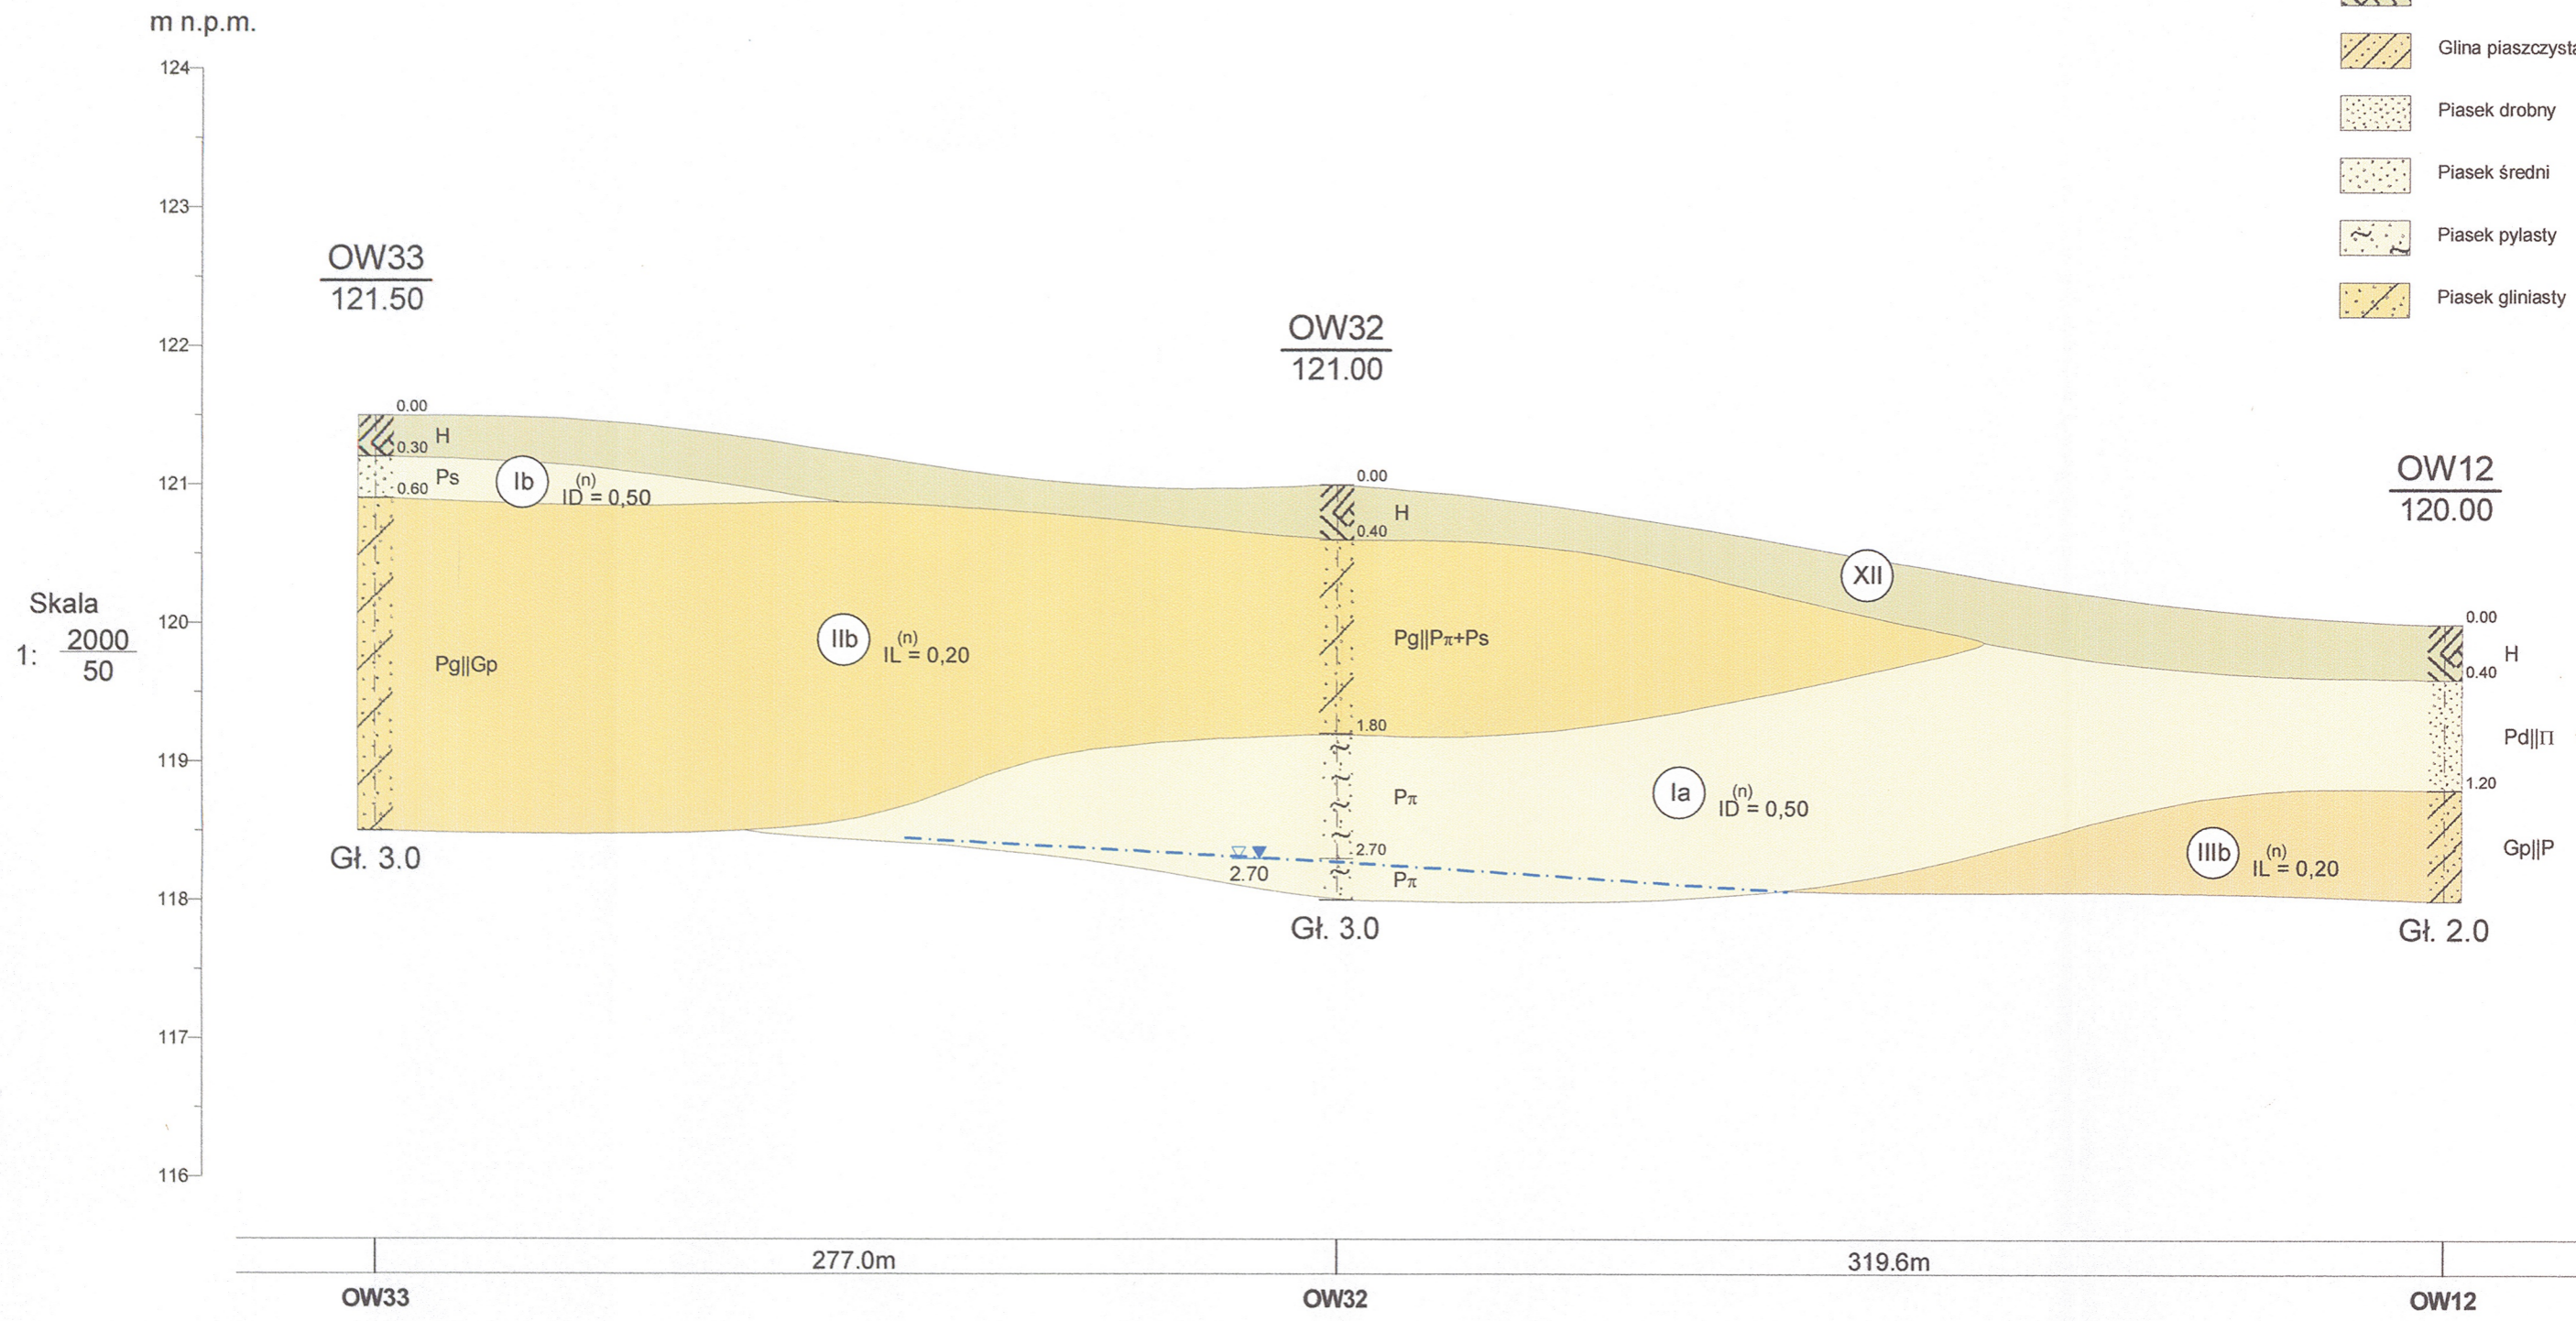 m n.p.m.
124
123
122
121
120
119
118
117
116
Skala
1: 2000
50
Glina piaszczysta
Piasek drobny
Piasek średni
Piasek pylasty
Piasek gliniasty
OW33
121.50
0.00
H
0.30
Ps
0.60
Ib
(n)
ID = 0,50
Pg||Gp
IIb
(n)
IL = 0,20
Gł. 3.0
OW32
121.00
0.00
H
0.40
Pg||Pπ+Ps
1.80
Pπ
2.70
2.70
Pπ
Gł. 3.0
XII
Ia
(n)
ID = 0,50
OW12
120.00
0.00
H
0.40
Pd||Π
1.20
Gp||P
IIIb
(n)
IL = 0,20
Gł. 2.0
277.0m
319.6m
OW33
OW32
OW12